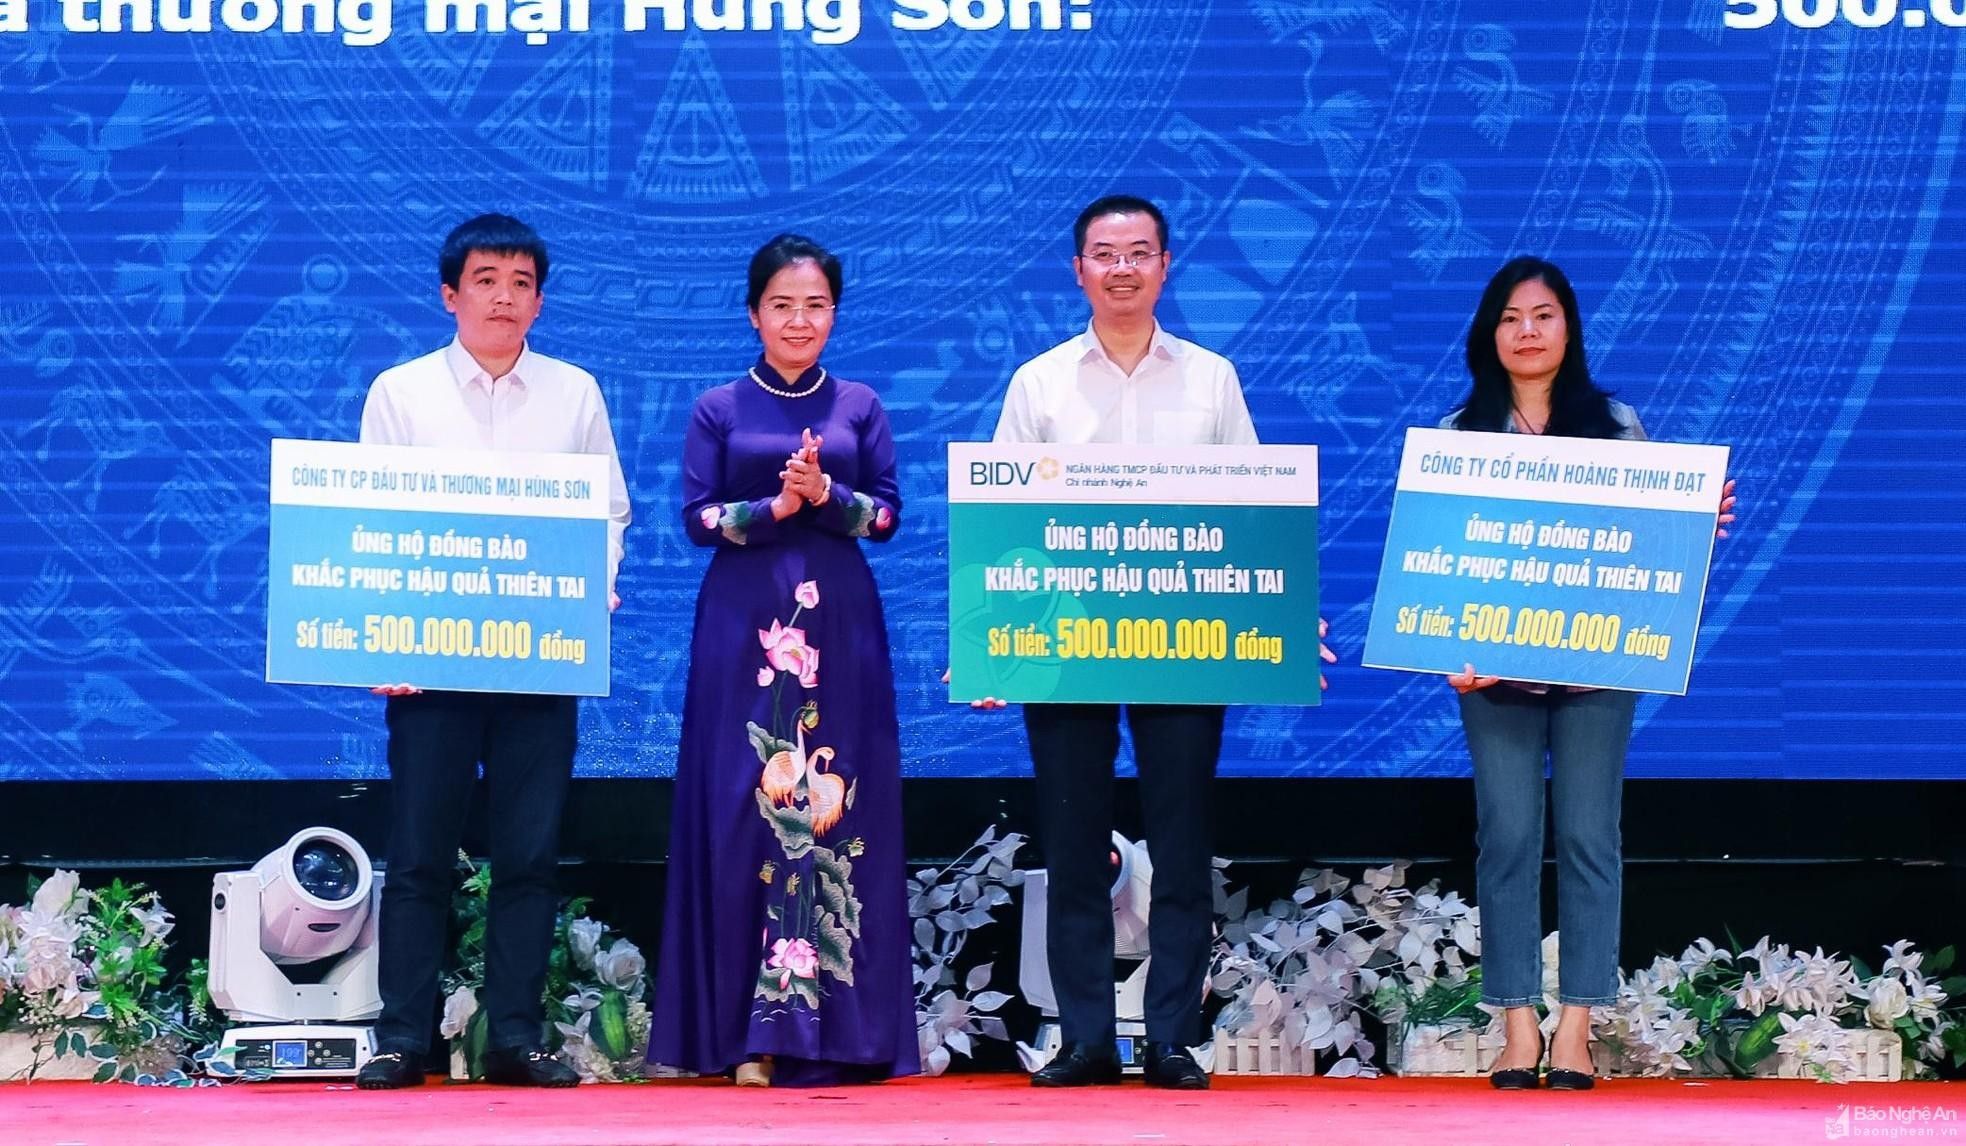 thương mại Hùng Sơn:
CÔNG TY CP ĐẦU TƯ VÀ THƯƠNG MẠI HÙNG SƠN
ỦNG HỘ ĐỒNG BÀO
KHẮC PHỤC HẬU QUẢ THIÊN TAI
Số tiền: 500.000.000 đồng
BIDV
NGÂN HÀNG TMCP ĐẦU TƯ VÀ PHÁT TRIỂN VIỆT NAM
Chi nhánh Nghệ An
ỦNG HỘ ĐỒNG BÀO
KHẮC PHỤC HẬU QUẢ THIÊN TAI
Số tiền: 500.000.000 đồng
CÔNG TY CỔ PHẦN HOÀNG THỊNH ĐẠT
ỦNG HỘ ĐỒNG BÀO
KHẮC PHỤC HẬU QUẢ THIÊN TAI
Số tiền: 500.000.000 đồng
199
Báo Nghệ An
baonghean.vn